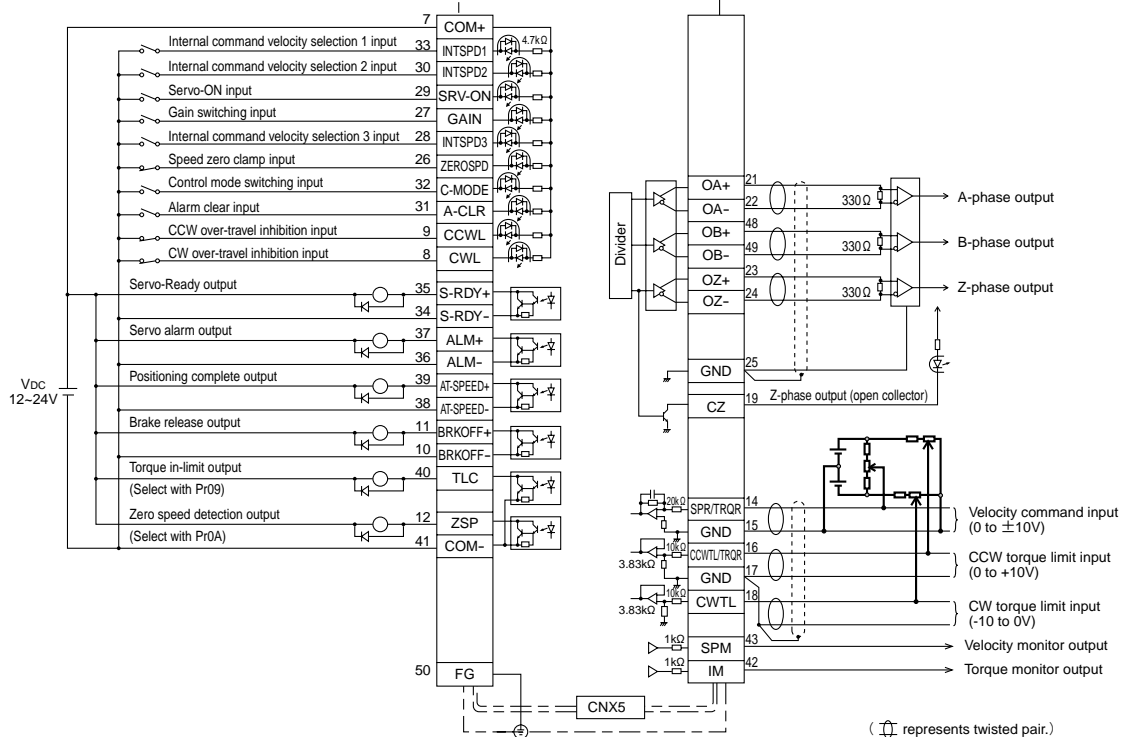 7
COM+
Internal command velocity selection 1 input 33 INTSPD1 4.7kΩ
Internal command velocity selection 2 input 30 INTSPD2
Servo-ON input 29 SRV-ON
Gain switching input 27 GAIN
Internal command velocity selection 3 input 28 INTSPD3
Speed zero clamp input 26 ZEROSPD
Control mode switching input 32 C-MODE
Alarm clear input 31 A-CLR
CCW over-travel inhibition input 9 CCWL
CW over-travel inhibition input 8 CWL
Servo-Ready output 35 S-RDY+
34 S-RDY−
Servo alarm output 37 ALM+
36 ALM−
Positioning complete output 39 AT-SPEED+
38 AT-SPEED-
Brake release output 11 BRKOFF+
10 BRKOFF−
Torque in-limit output 40 TLC
(Select with Pr09)
Zero speed detection output 12 ZSP
(Select with Pr0A) 41 COM−
VDC
12~24V
50 FG
CNX5
Divider
OA+ 21
OA− 22
330Ω
A-phase output
OB+ 48
OB− 49
330Ω
B-phase output
OZ+ 23
OZ− 24
330Ω
Z-phase output
GND 25
CZ 19
Z-phase output (open collector)
20kΩ SPR/TRQR 14
GND 15
Velocity command input
(0 to ±10V)
10kΩ CCWTL/TRQR 16
3.83kΩ
GND 17
CCW torque limit input
(0 to +10V)
10kΩ CWTL 18
3.83kΩ
CW torque limit input
(-10 to 0V)
1kΩ SPM 43
Velocity monitor output
1kΩ IM 42
Torque monitor output
( represents twisted pair.)